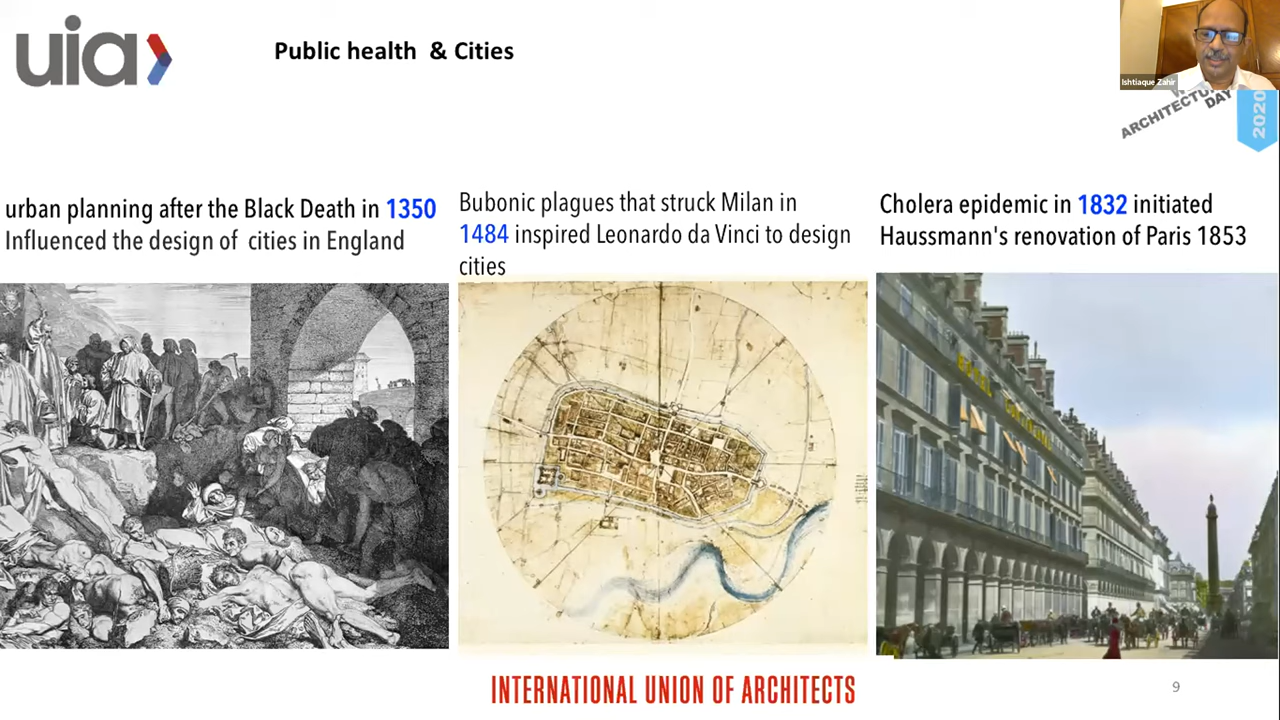 uia
Public health & Cities
Ishtiaque Zahir
DAY
2020
urban planning after the Black Death in 1350
Influenced the design of cities in England
Bubonic plagues that struck Milan in
1484 inspired Leonardo da Vinci to design
cities
Cholera epidemic in 1832 initiated
Haussmann's renovation of Paris 1853
INTERNATIONAL UNION OF ARCHITECTS
9